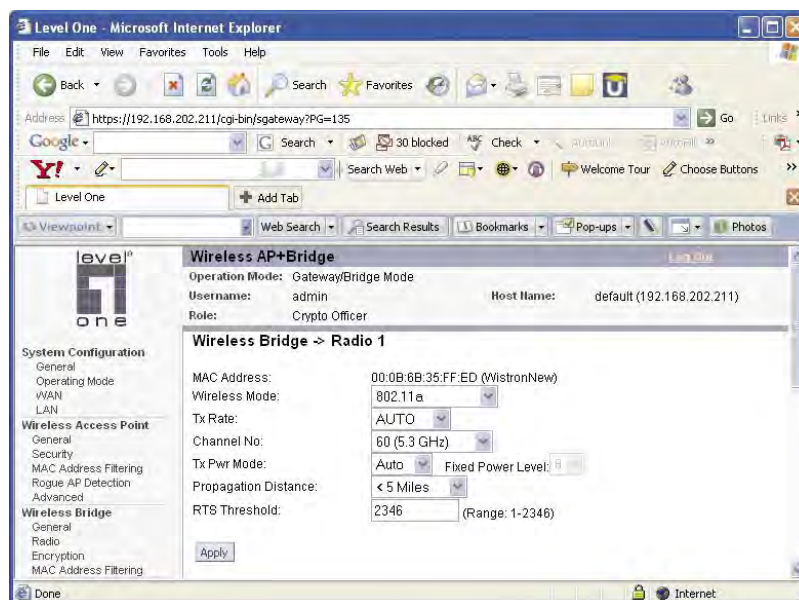 Level One - Microsoft Internet Explorer
File Edit View Favorites Tools Help
Back Search Favorites
Address https://192.168.202.211/cgi-bin/sgateway?PG=135 Go Links
Google Search 30 blocked Check
Y! Search Web Welcome Tour Choose Buttons
Level One Add Tab
Viewpoint Web Search Search Results Bookmarks Pop-ups Photos
level one
Wireless AP+Bridge Log Out
Operation Mode: Gateway/Bridge Mode
Username: admin Host Name: default (192.168.202.211)
Role: Crypto Officer
System Configuration
General
Operating Mode
WAN
LAN
Wireless Access Point
General
Security
MAC Address Filtering
Rogue AP Detection
Advanced
Wireless Bridge
General
Radio
Encryption
MAC Address Filtering
Wireless Bridge -> Radio 1
MAC Address: 00:0B:6B:35:FF:ED (WistronNew)
Wireless Mode: 802.11a
Tx Rate: AUTO
Channel No: 60 (5.3 GHz)
Tx Pwr Mode: Auto Fixed Power Level: 8
Propagation Distance: < 5 Miles
RTS Threshold: 2346 (Range: 1-2346)
Apply
Done Internet